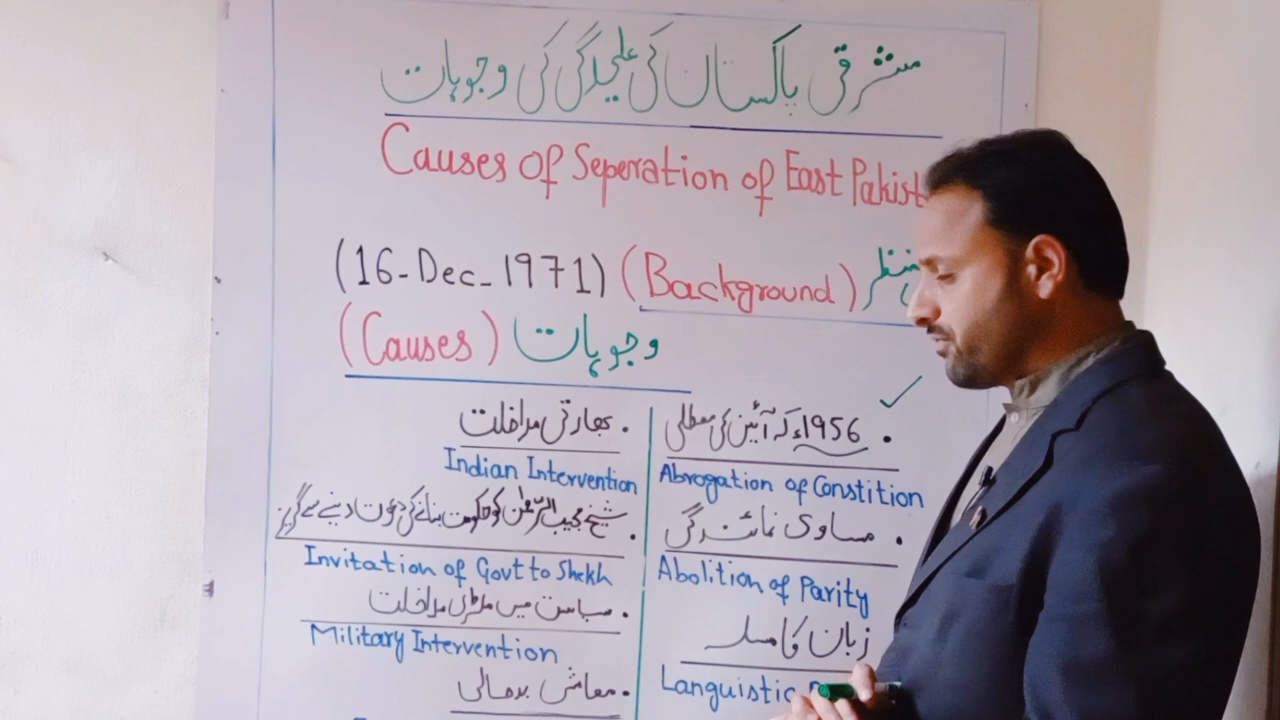 مشرقی پاکستان کی علیحدگی کی وجوہات
Causes of Seperation of East Pakist
(16-Dec-1971) (Background) منظر
(Causes) وجوہات
1956ء کے آئین کی معطلی
Abrogation of Constition
مساوی نمائندگی
Abolition of Parity
زبان کا مسلہ
Languistic
بھارتی مداخلت
Indian Intervention
شیخ مجیب الرحمٰن کو حکومت بنانے کی دعوت دینے سے گریز
Invitation of Govt to Shekh
سیاست میں ملٹری مداخلت
Military Intervention
معاشی بدحالی